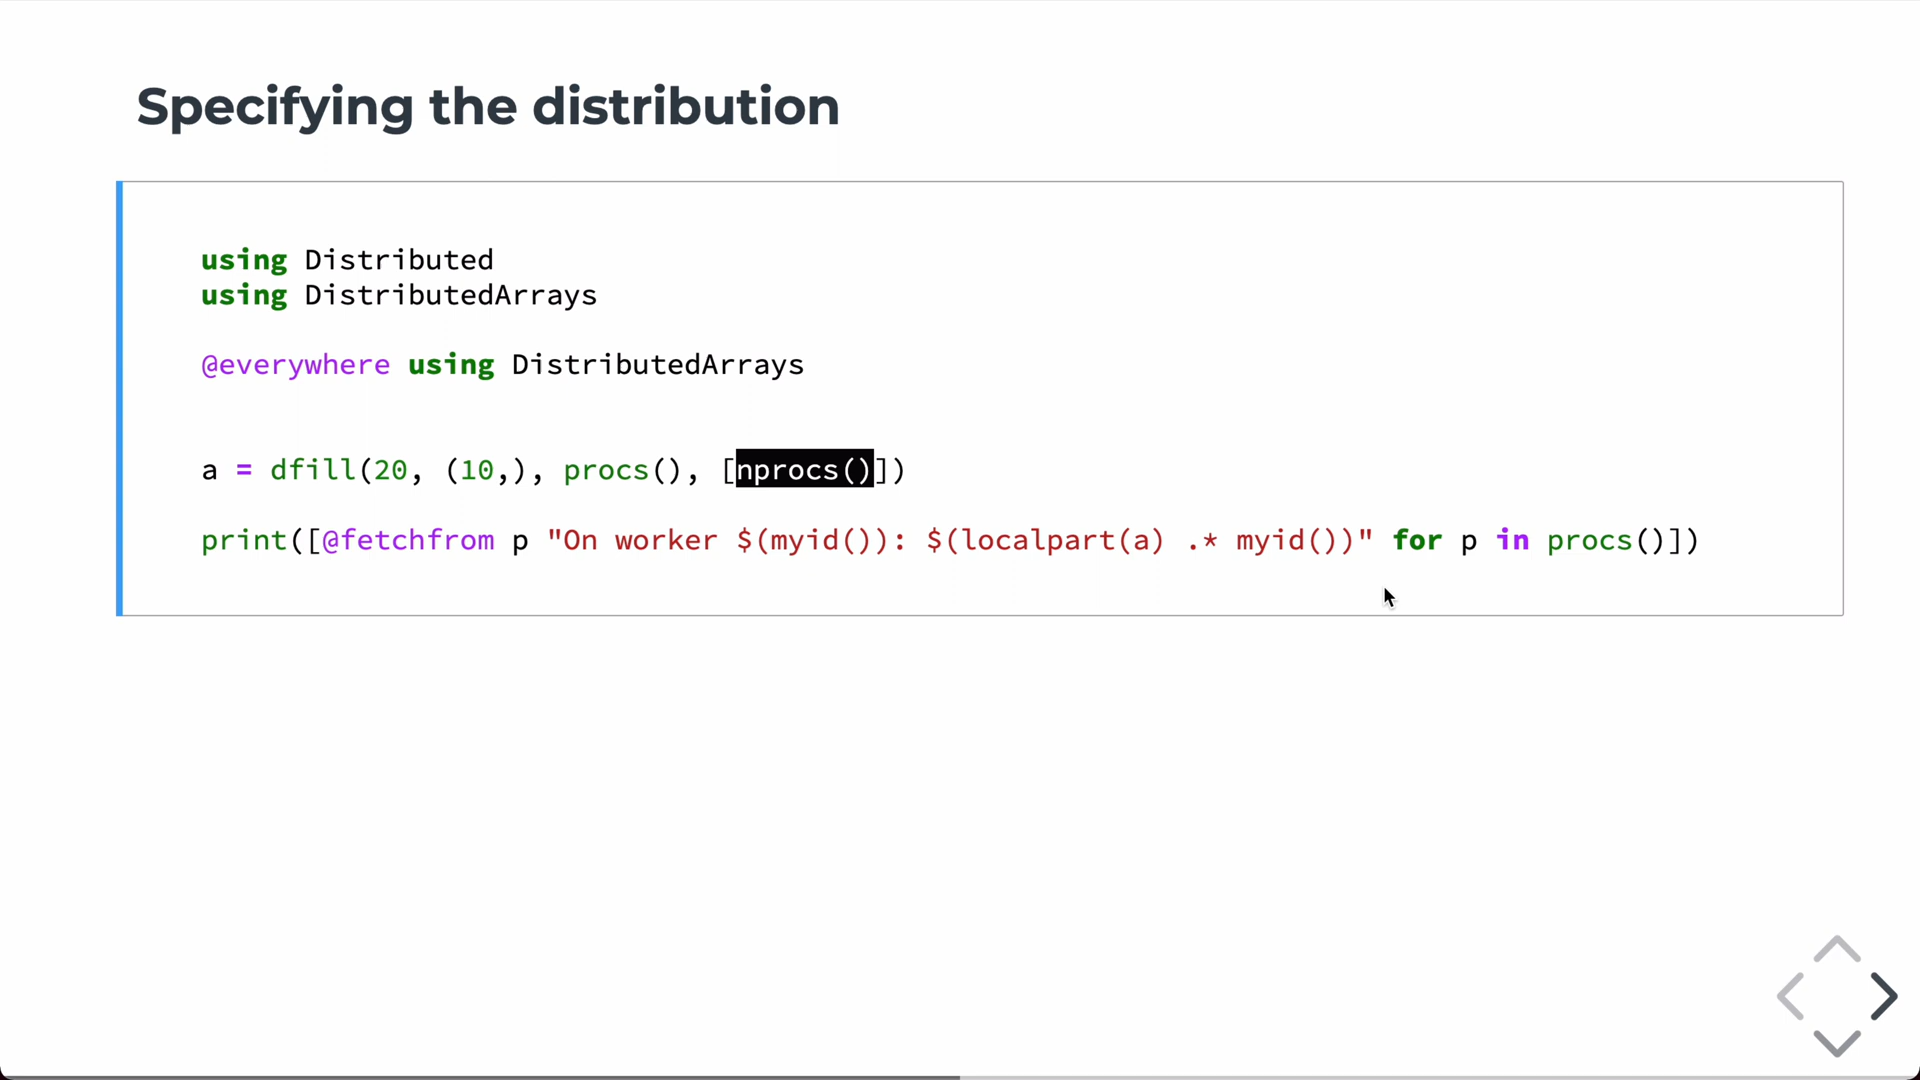 Specifying the distribution
using Distributed
using DistributedArrays
@everywhere using DistributedArrays
a = dfill(20, (10,), procs(), [nprocs()])
print([@fetchfrom p "On worker $(myid()): $(localpart(a) .* myid())" for p in procs()])